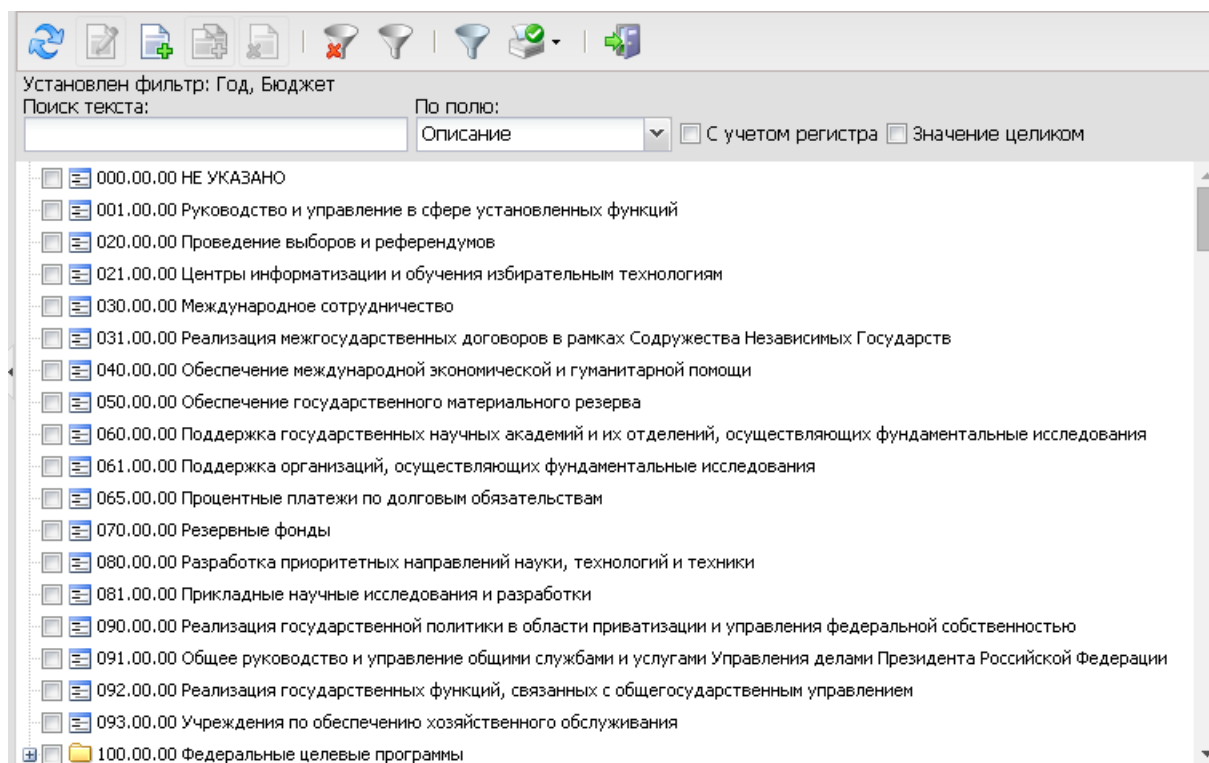 Установлен фильтр: Год, Бюджет
Поиск текста: По полю:
Описание С учетом регистра Значение целиком
000.00.00 НЕ УКАЗАНО
001.00.00 Руководство и управление в сфере установленных функций
020.00.00 Проведение выборов и референдумов
021.00.00 Центры информатизации и обучения избирательным технологиям
030.00.00 Международное сотрудничество
031.00.00 Реализация межгосударственных договоров в рамках Содружества Независимых Государств
040.00.00 Обеспечение международной экономической и гуманитарной помощи
050.00.00 Обеспечение государственного материального резерва
060.00.00 Поддержка государственных научных академий и их отделений, осуществляющих фундаментальные исследования
061.00.00 Поддержка организаций, осуществляющих фундаментальные исследования
065.00.00 Процентные платежи по долговым обязательствам
070.00.00 Резервные фонды
080.00.00 Разработка приоритетных направлений науки, технологий и техники
081.00.00 Прикладные научные исследования и разработки
090.00.00 Реализация государственной политики в области приватизации и управления федеральной собственностью
091.00.00 Общее руководство и управление общими службами и услугами Управления делами Президента Российской Федерации
092.00.00 Реализация государственных функций, связанных с общегосударственным управлением
093.00.00 Учреждения по обеспечению хозяйственного обслуживания
100.00.00 Федеральные целевые программы